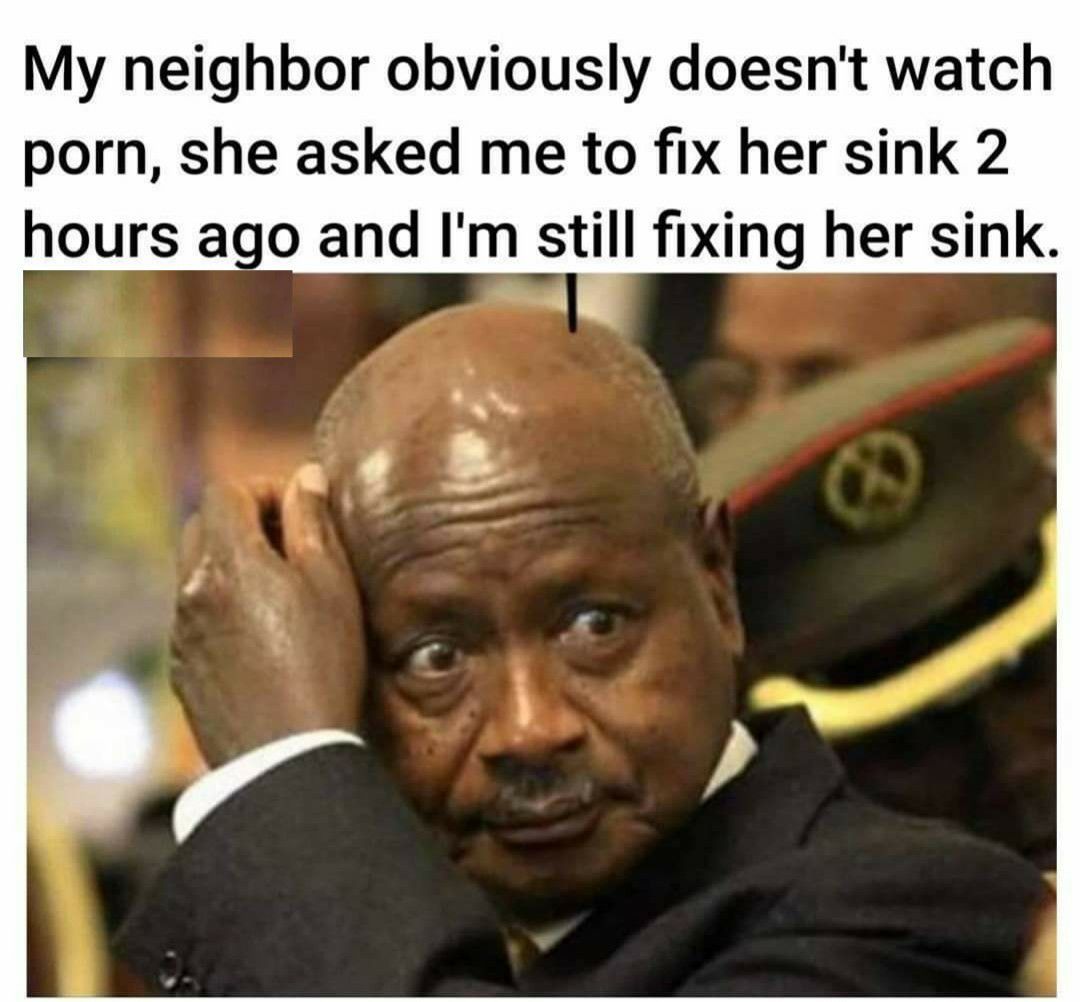 My neighbor obviously doesn't watch
porn, she asked me to fix her sink 2
hours ago and I'm still fixing her sink.